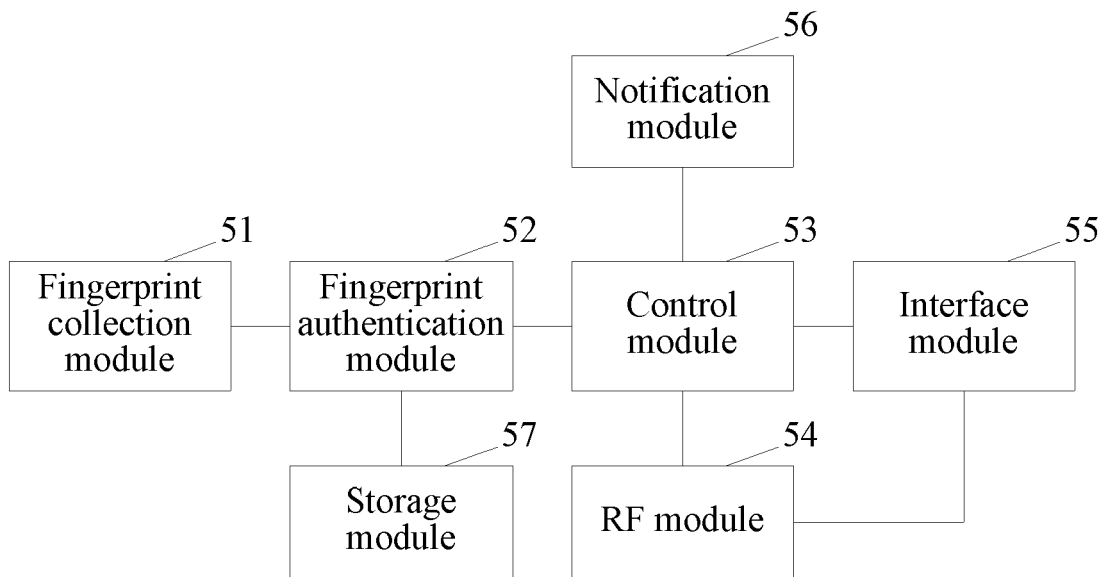 56
Notification
module
51
52
53
55
Fingerprint
collection
module
Fingerprint
authentication
module
Control
module
Interface
module
57
54
Storage
module
RF module